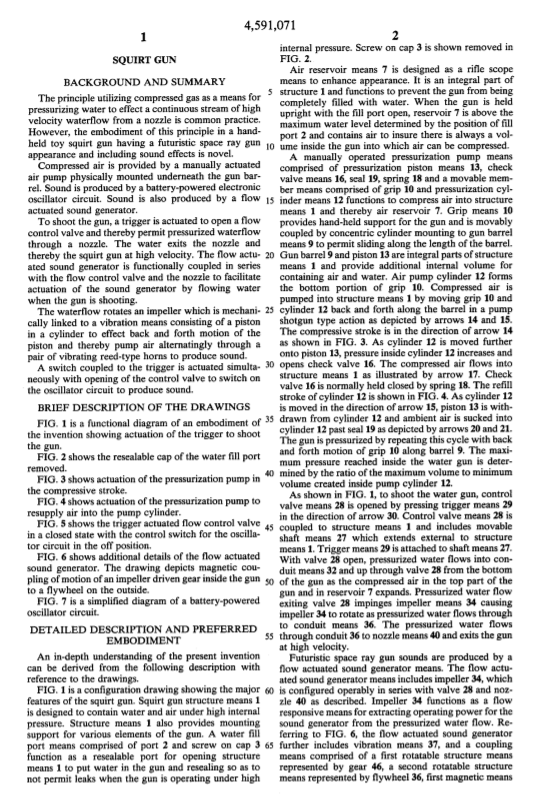 4,591,071
1
SQUIRT GUN
BACKGROUND AND SUMMARY
The principle utilizing compressed gas as a means for
pressurizing water to effect a continuous stream of high
velocity waterflow from a nozzle is common practice.
However, the embodiment of this principle in a hand-
held toy squirt gun having a futuristic space ray gun
appearance and including sound effects is novel.
Compressed air is provided by a manually actuated
air pump physically mounted underneath the gun bar-
rel. Sound is produced by a battery-powered electronic
oscillator circuit. Sound is also produced by a flow
actuated sound generator.
To shoot the gun, a trigger is actuated to open a flow
control valve and thereby permit pressurized waterflow
through a nozzle. The water exits the nozzle and
thereby the squirt gun at high velocity. The flow actu-
ated sound generator is functionally coupled in series
with the flow control valve and the nozzle to facilitate
actuation of the sound generator by flowing water
when the gun is shooting.
The waterflow rotates an impeller which is mechani-
cally linked to a vibration means consisting of a piston
in a cylinder to effect back and forth motion of the
piston and thereby pump air alternatingly through a
pair of vibrating reed-type horns to produce sound.
A switch coupled to the trigger is actuated simulta-
neously with opening of the control valve to switch on
the oscillator circuit to produce sound.
BRIEF DESCRIPTION OF THE DRAWINGS
FIG. 1 is a functional diagram of an embodiment of
the invention showing actuation of the trigger to shoot
the gun.
FIG. 2 shows the resealable cap of the water fill port
removed.
FIG. 3 shows actuation of the pressurization pump in
the compressive stroke.
FIG. 4 shows actuation of the pressurization pump to
resupply air into the pump cylinder.
FIG. 5 shows the trigger actuated flow control valve
in a closed state with the control switch for the oscilla-
tor circuit in the off position.
FIG. 6 shows additional details of the flow actuated
sound generator. The drawing depicts magnetic cou-
pling of motion of an impeller driven gear inside the gun
to a flywheel on the outside.
FIG. 7 is a simplified diagram of a battery-powered
oscillator circuit.
DETAILED DESCRIPTION AND PREFERRED
EMBODIMENT
An in-depth understanding of the present invention
can be derived from the following description with
reference to the drawings.
FIG. 1 is a configuration drawing showing the major
features of the squirt gun. Squirt gun structure means 1
is designed to contain water and air under high internal
pressure. Structure means 1 also provides mounting
support for various elements of the gun. A water fill
port means comprised of port 2 and screw on cap 3
function as a resealable port for opening structure
means 1 to put water in the gun and resealing so as to
not permit leaks when the gun is operating under high
5
10
15
20
25
30
35
40
45
50
55
60
65
2
internal pressure. Screw on cap 3 is shown removed in
FIG. 2.
Air reservoir means 7 is designed as a rifle scope
means to enhance appearance. It is an integral part of
structure 1 and functions to prevent the gun from being
completely filled with water. When the gun is held
upright with the fill port open, reservoir 7 is above the
maximum water level determined by the position of fill
port 2 and contains air to insure there is always a vol-
ume inside the gun into which air can be compressed.
A manually operated pressurization pump means
comprised of pressurization piston means 13, check
valve means 16, seal 19, spring 18 and a movable mem-
ber means comprised of grip 10 and pressurization cyl-
inder means 12 functions to compress air into structure
means 1 and thereby air reservoir 7. Grip means 10
provides hand-held support for the gun and is movably
coupled by concentric cylinder mounting to gun barrel
means 9 to permit sliding along the length of the barrel.
Gun barrel 9 and piston 13 are integral parts of structure
means 1 and provide additional internal volume for
containing air and water. Air pump cylinder 12 forms
the bottom portion of grip 10. Compressed air is
pumped into structure means 1 by moving grip 10 and
cylinder 12 back and forth along the barrel in a pump
shotgun type action as depicted by arrows 14 and 15.
The compressive stroke is in the direction of arrow 14
as shown in FIG. 3. As cylinder 12 is moved further
onto piston 13, pressure inside cylinder 12 increases and
opens check valve 16. The compressed air flows into
structure means 1 as illustrated by arrow 17. Check
valve 16 is normally held closed by spring 18. The refill
stroke of cylinder 12 is shown in FIG. 4. As cylinder 12
is moved in the direction of arrow 15, piston 13 is with-
drawn from cylinder 12 and ambient air is sucked into
cylinder 12 past seal 19 as depicted by arrows 20 and 21.
The gun is pressurized by repeating this cycle with back
and forth motion of grip 10 along barrel 9. The maxi-
mum pressure reached inside the water gun is deter-
mined by the ratio of the maximum volume to minimum
volume created inside pump cylinder 12.
As shown in FIG. 1, to shoot the water gun, control
valve means 28 is opened by pressing trigger means 29
in the direction of arrow 30. Control valve means 28 is
coupled to structure means 1 and includes movable
shaft means 27 which extends external to structure
means 1. Trigger means 29 is attached to shaft means 27.
With valve 28 open, pressurized water flows into con-
duit means 32 and up through valve 28 from the bottom
of the gun as the compressed air in the top part of the
gun and in reservoir 7 expands. Pressurized water flow
exiting valve 28 impinges impeller means 34 causing
impeller 34 to rotate as pressurized water flows through
to conduit means 36. The pressurized water flows
through conduit 36 to nozzle means 40 and exits the gun
at high velocity.
Futuristic space ray gun sounds are produced by a
flow actuated sound generator means. The flow actu-
ated sound generator means includes impeller 34, which
is configured operably in series with valve 28 and noz-
zle 40 as described. Impeller 34 functions as a flow
responsive means for extracting operating power for the
sound generator from the pressurized water flow. Re-
ferring to FIG. 6, the flow actuated sound generator
further includes vibration means 37, and a coupling
means comprised of a first rotatable structure means
represented by gear 46, a second rotatable structure
means represented by flywheel 36, first magnetic means